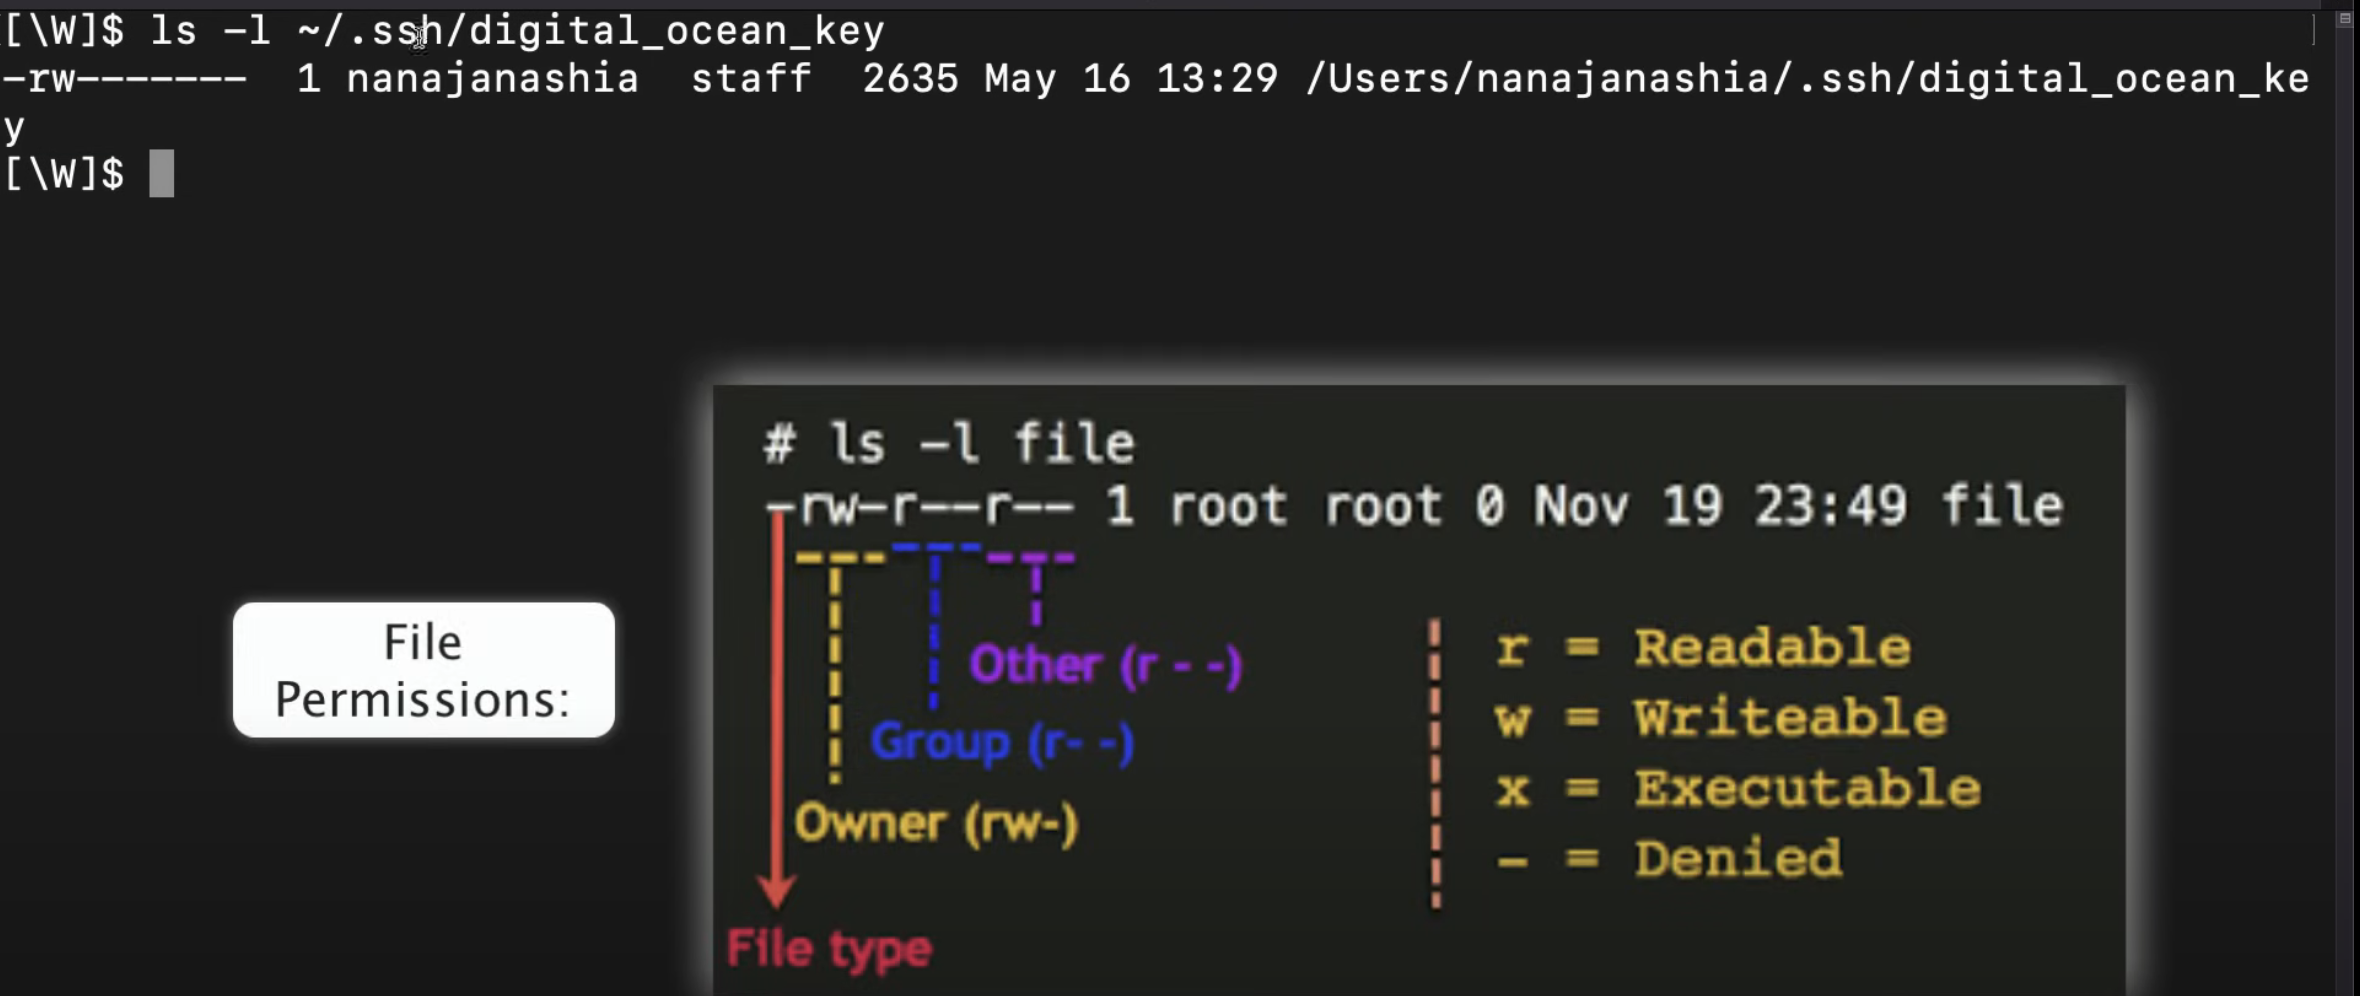 [\W]$ ls -l ~/.ssh/digital_ocean_key
-rw-------  1 nanajanashia  staff  2635 May 16 13:29 /Users/nanajanashia/.ssh/digital_ocean_ke
y
[\W]$
# ls -l file
-rw-r--r-- 1 root root 0 Nov 19 23:49 file
File
Permissions:
Other (r - -)
Group (r- -)
Owner (rw-)
File type
r = Readable
w = Writeable
x = Executable
- = Denied